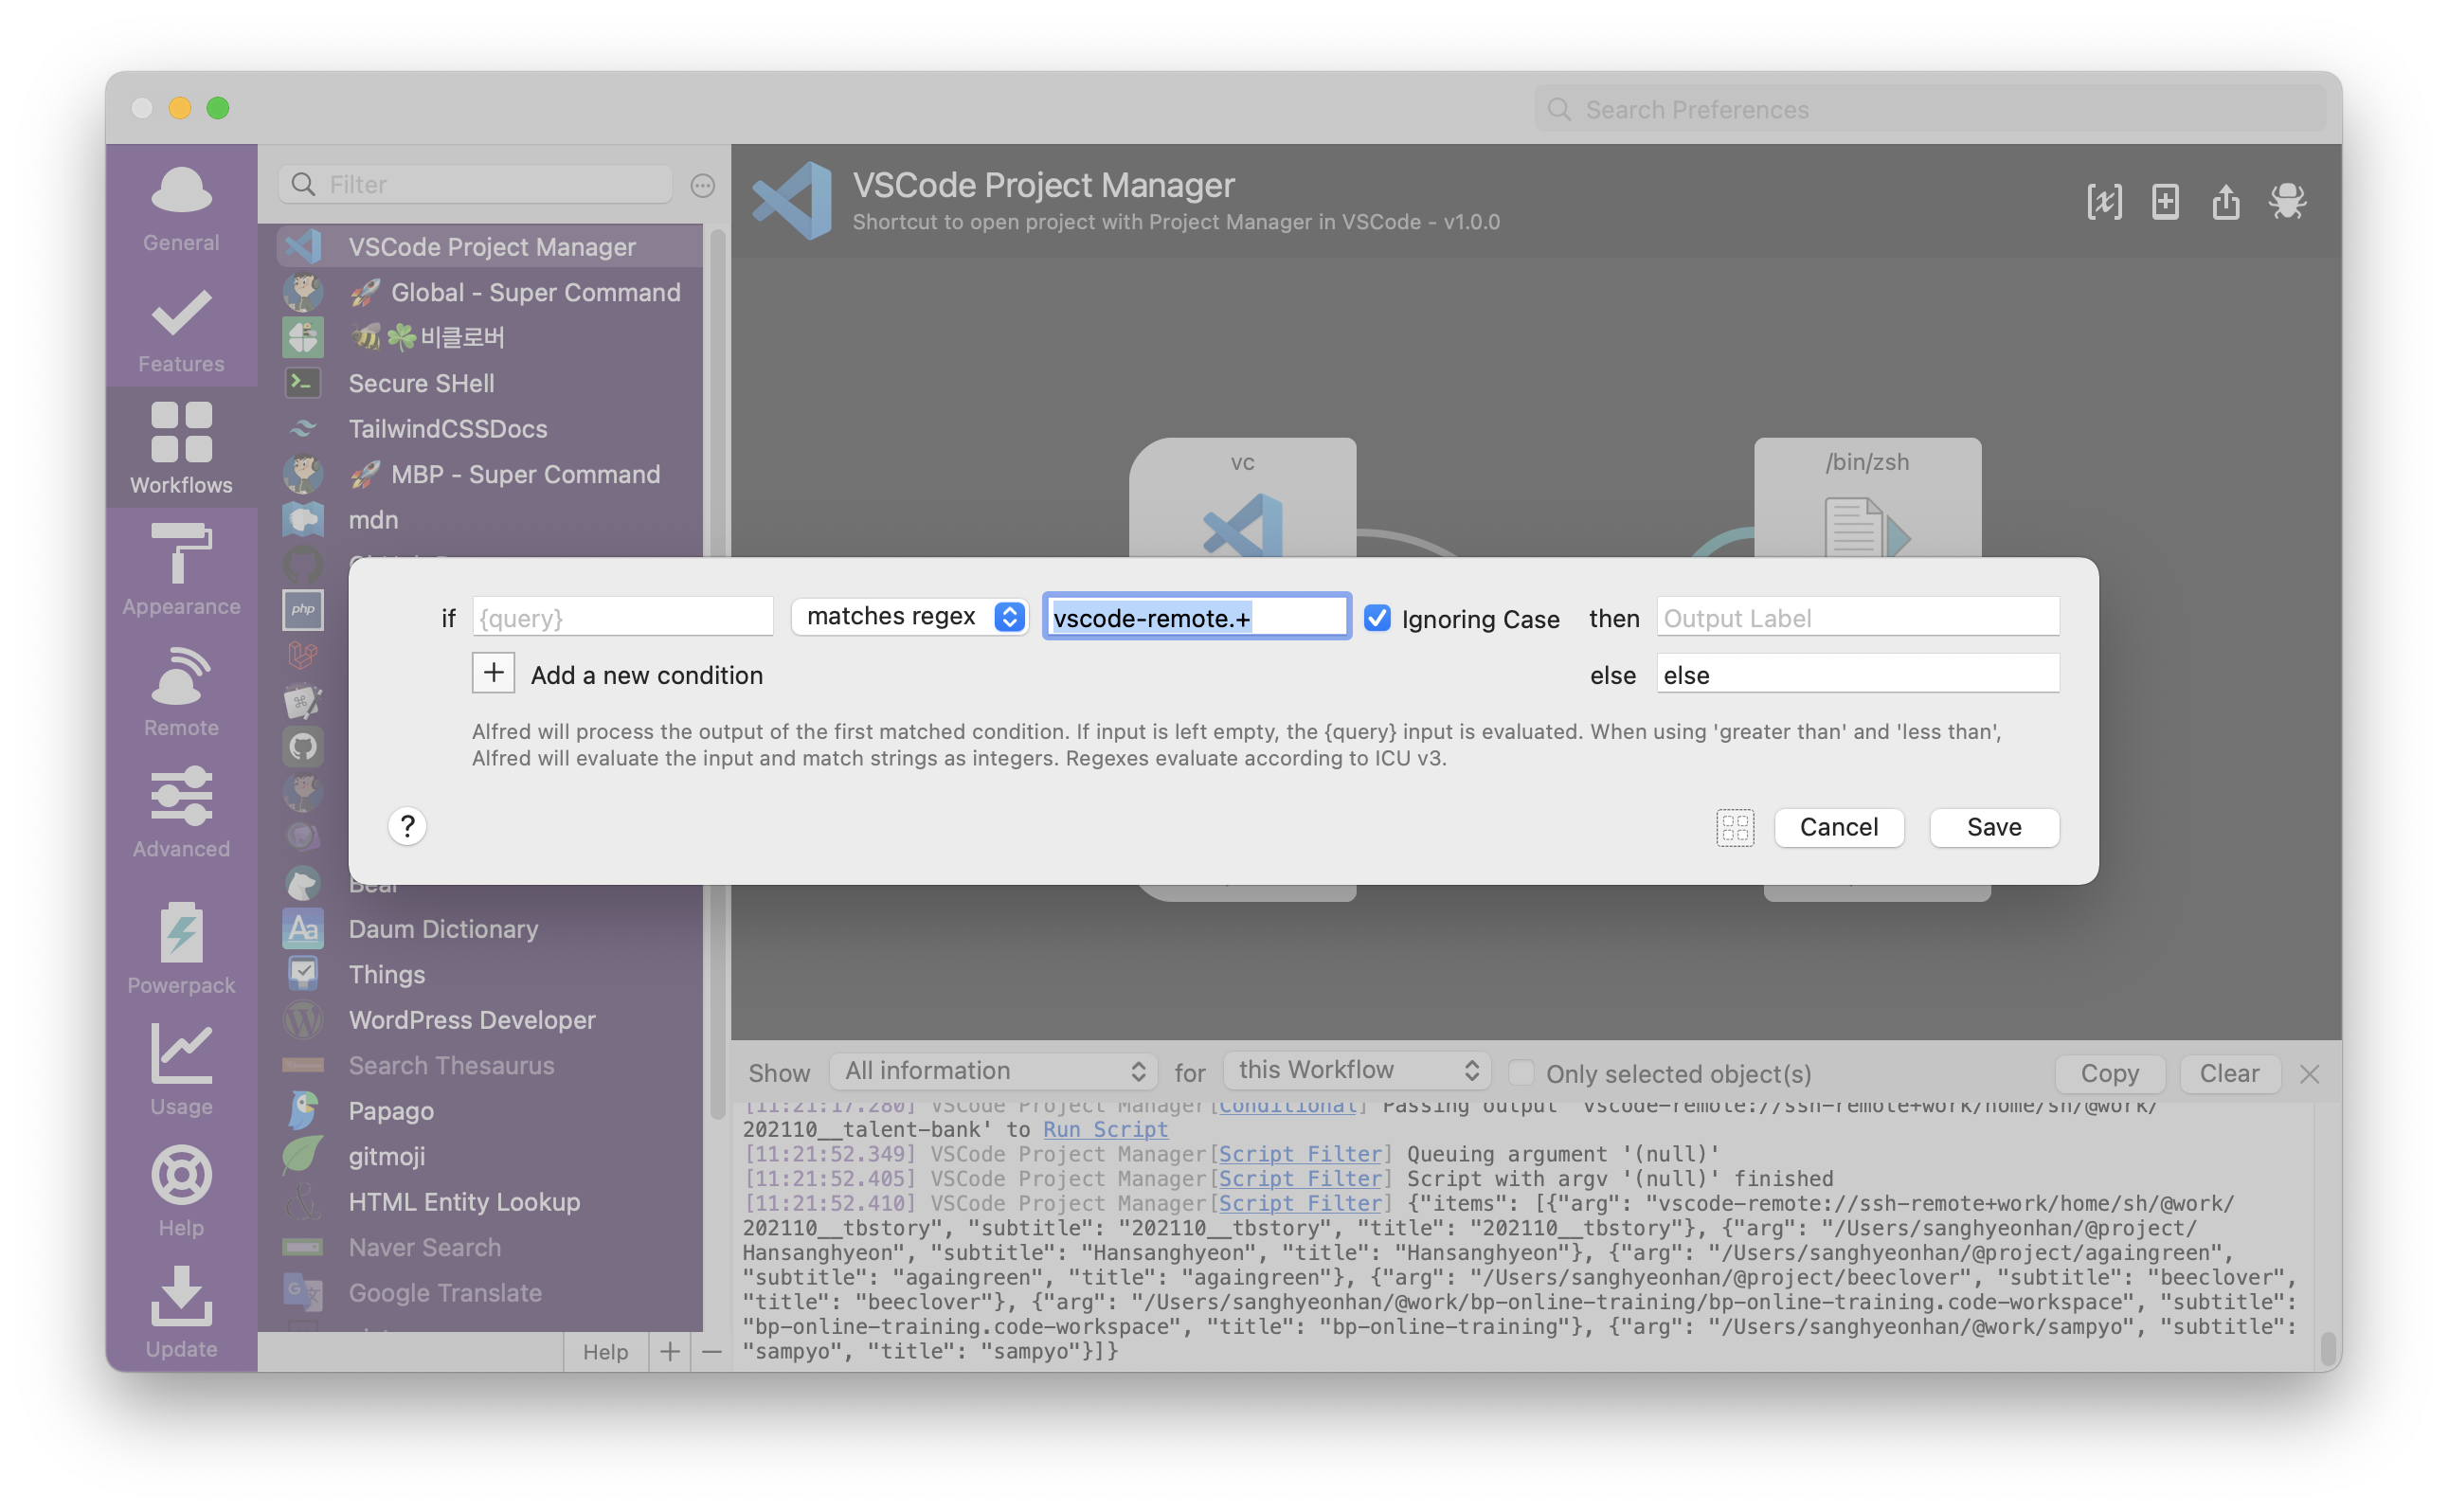 Search Preferences
General
Features
Workflows
Appearance
Remote
Advanced
Powerpack
Usage
Help
Update
Filter
VSCode Project Manager
🚀 Global - Super Command
🐝☘️비클로버
Secure SHell
TailwindCSSDocs
🚀 MBP - Super Command
mdn
php
Bear
Daum Dictionary
Things
WordPress Developer
Search Thesaurus
Papago
gitmoji
HTML Entity Lookup
Naver Search
Google Translate
Help
VSCode Project Manager
Shortcut to open project with Project Manager in VSCode - v1.0.0
vc
/bin/zsh
if {query} matches regex vscode-remote.+ Ignoring Case then Output Label
+ Add a new condition else else
Alfred will process the output of the first matched condition. If input is left empty, the {query} input is evaluated. When using 'greater than' and 'less than',
Alfred will evaluate the input and match strings as integers. Regexes evaluate according to ICU v3.
? Cancel Save
Show All information for this Workflow Only selected object(s) Copy Clear
[11:21:17.280] VSCode Project Manager[Conditional] Passing output 'vscode-remote://ssh-remote+work/home/sh/@work/
202110__talent-bank' to Run Script
[11:21:52.349] VSCode Project Manager[Script Filter] Queuing argument '(null)'
[11:21:52.405] VSCode Project Manager[Script Filter] Script with argv '(null)' finished
[11:21:52.410] VSCode Project Manager[Script Filter] {"items": [{"arg": "vscode-remote://ssh-remote+work/home/sh/@work/
202110__tbstory", "subtitle": "202110__tbstory", "title": "202110__tbstory"}, {"arg": "/Users/sanghyeonhan/@project/
Hansanghyeon", "subtitle": "Hansanghyeon", "title": "Hansanghyeon"}, {"arg": "/Users/sanghyeonhan/@project/againgreen",
"subtitle": "againgreen", "title": "againgreen"}, {"arg": "/Users/sanghyeonhan/@project/beeclover", "subtitle": "beeclover",
"title": "beeclover"}, {"arg": "/Users/sanghyeonhan/@work/bp-online-training/bp-online-training.code-workspace", "subtitle":
"bp-online-training.code-workspace", "title": "bp-online-training"}, {"arg": "/Users/sanghyeonhan/@work/sampyo", "subtitle":
"sampyo", "title": "sampyo"}]}